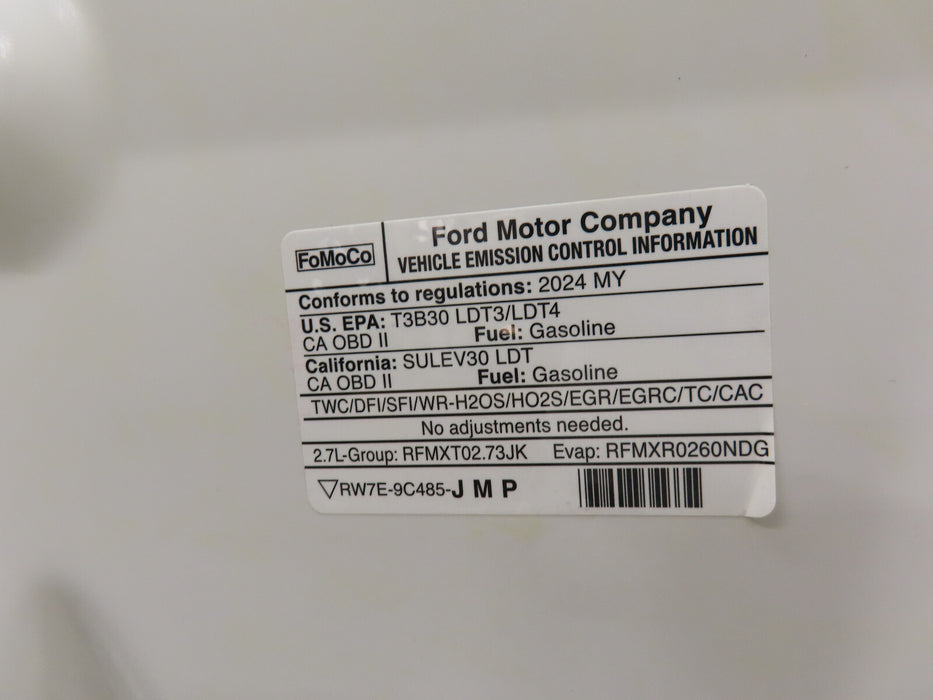 FoMoCo
Ford Motor Company
VEHICLE EMISSION CONTROL INFORMATION
Conforms to regulations: 2024 MY
U.S. EPA: T3B30 LDT3/LDT4
CA OBD II Fuel: Gasoline
California: SULEV30 LDT
CA OBD II Fuel: Gasoline
TWC/DFI/SFI/WR-H2OS/HO2S/EGR/EGRC/TC/CAC
No adjustments needed.
2.7L-Group: RFMXT02.73JK Evap: RFMXR0260NDG
▽RW7E-9C485-J M P